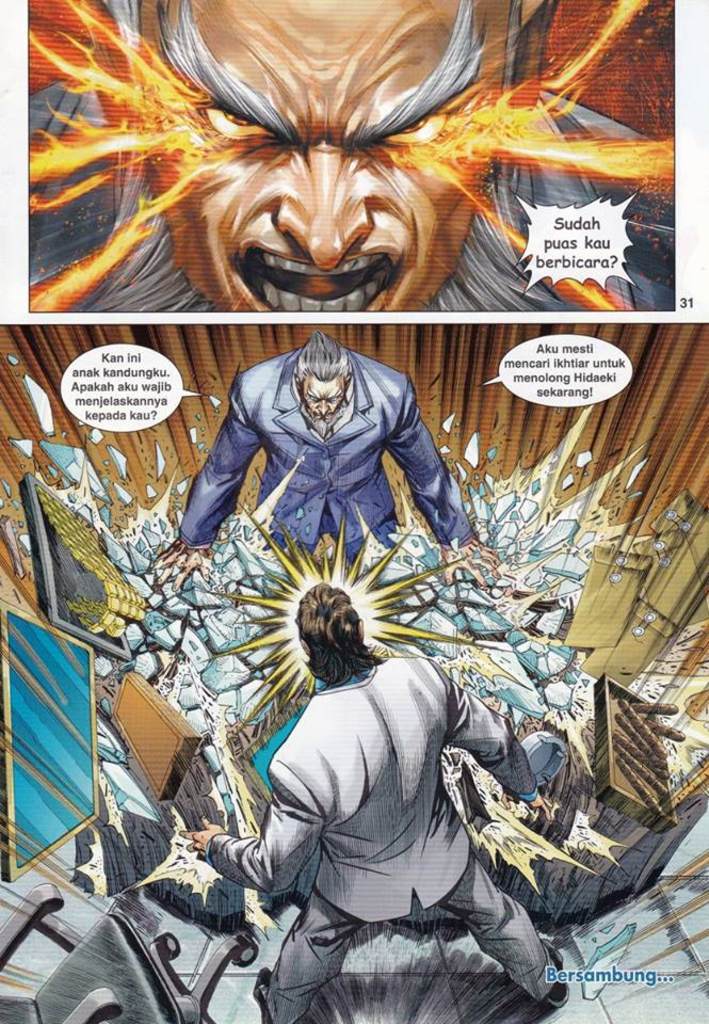 Sudah
puas kau
berbicara?
31
Kan ini
anak kandungku.
Apakah aku wajib
menjelaskannya
kepada kau?
Aku mesti
mencari ikhtiar untuk
menolong Hidaeki
sekarang!
Bersambung...